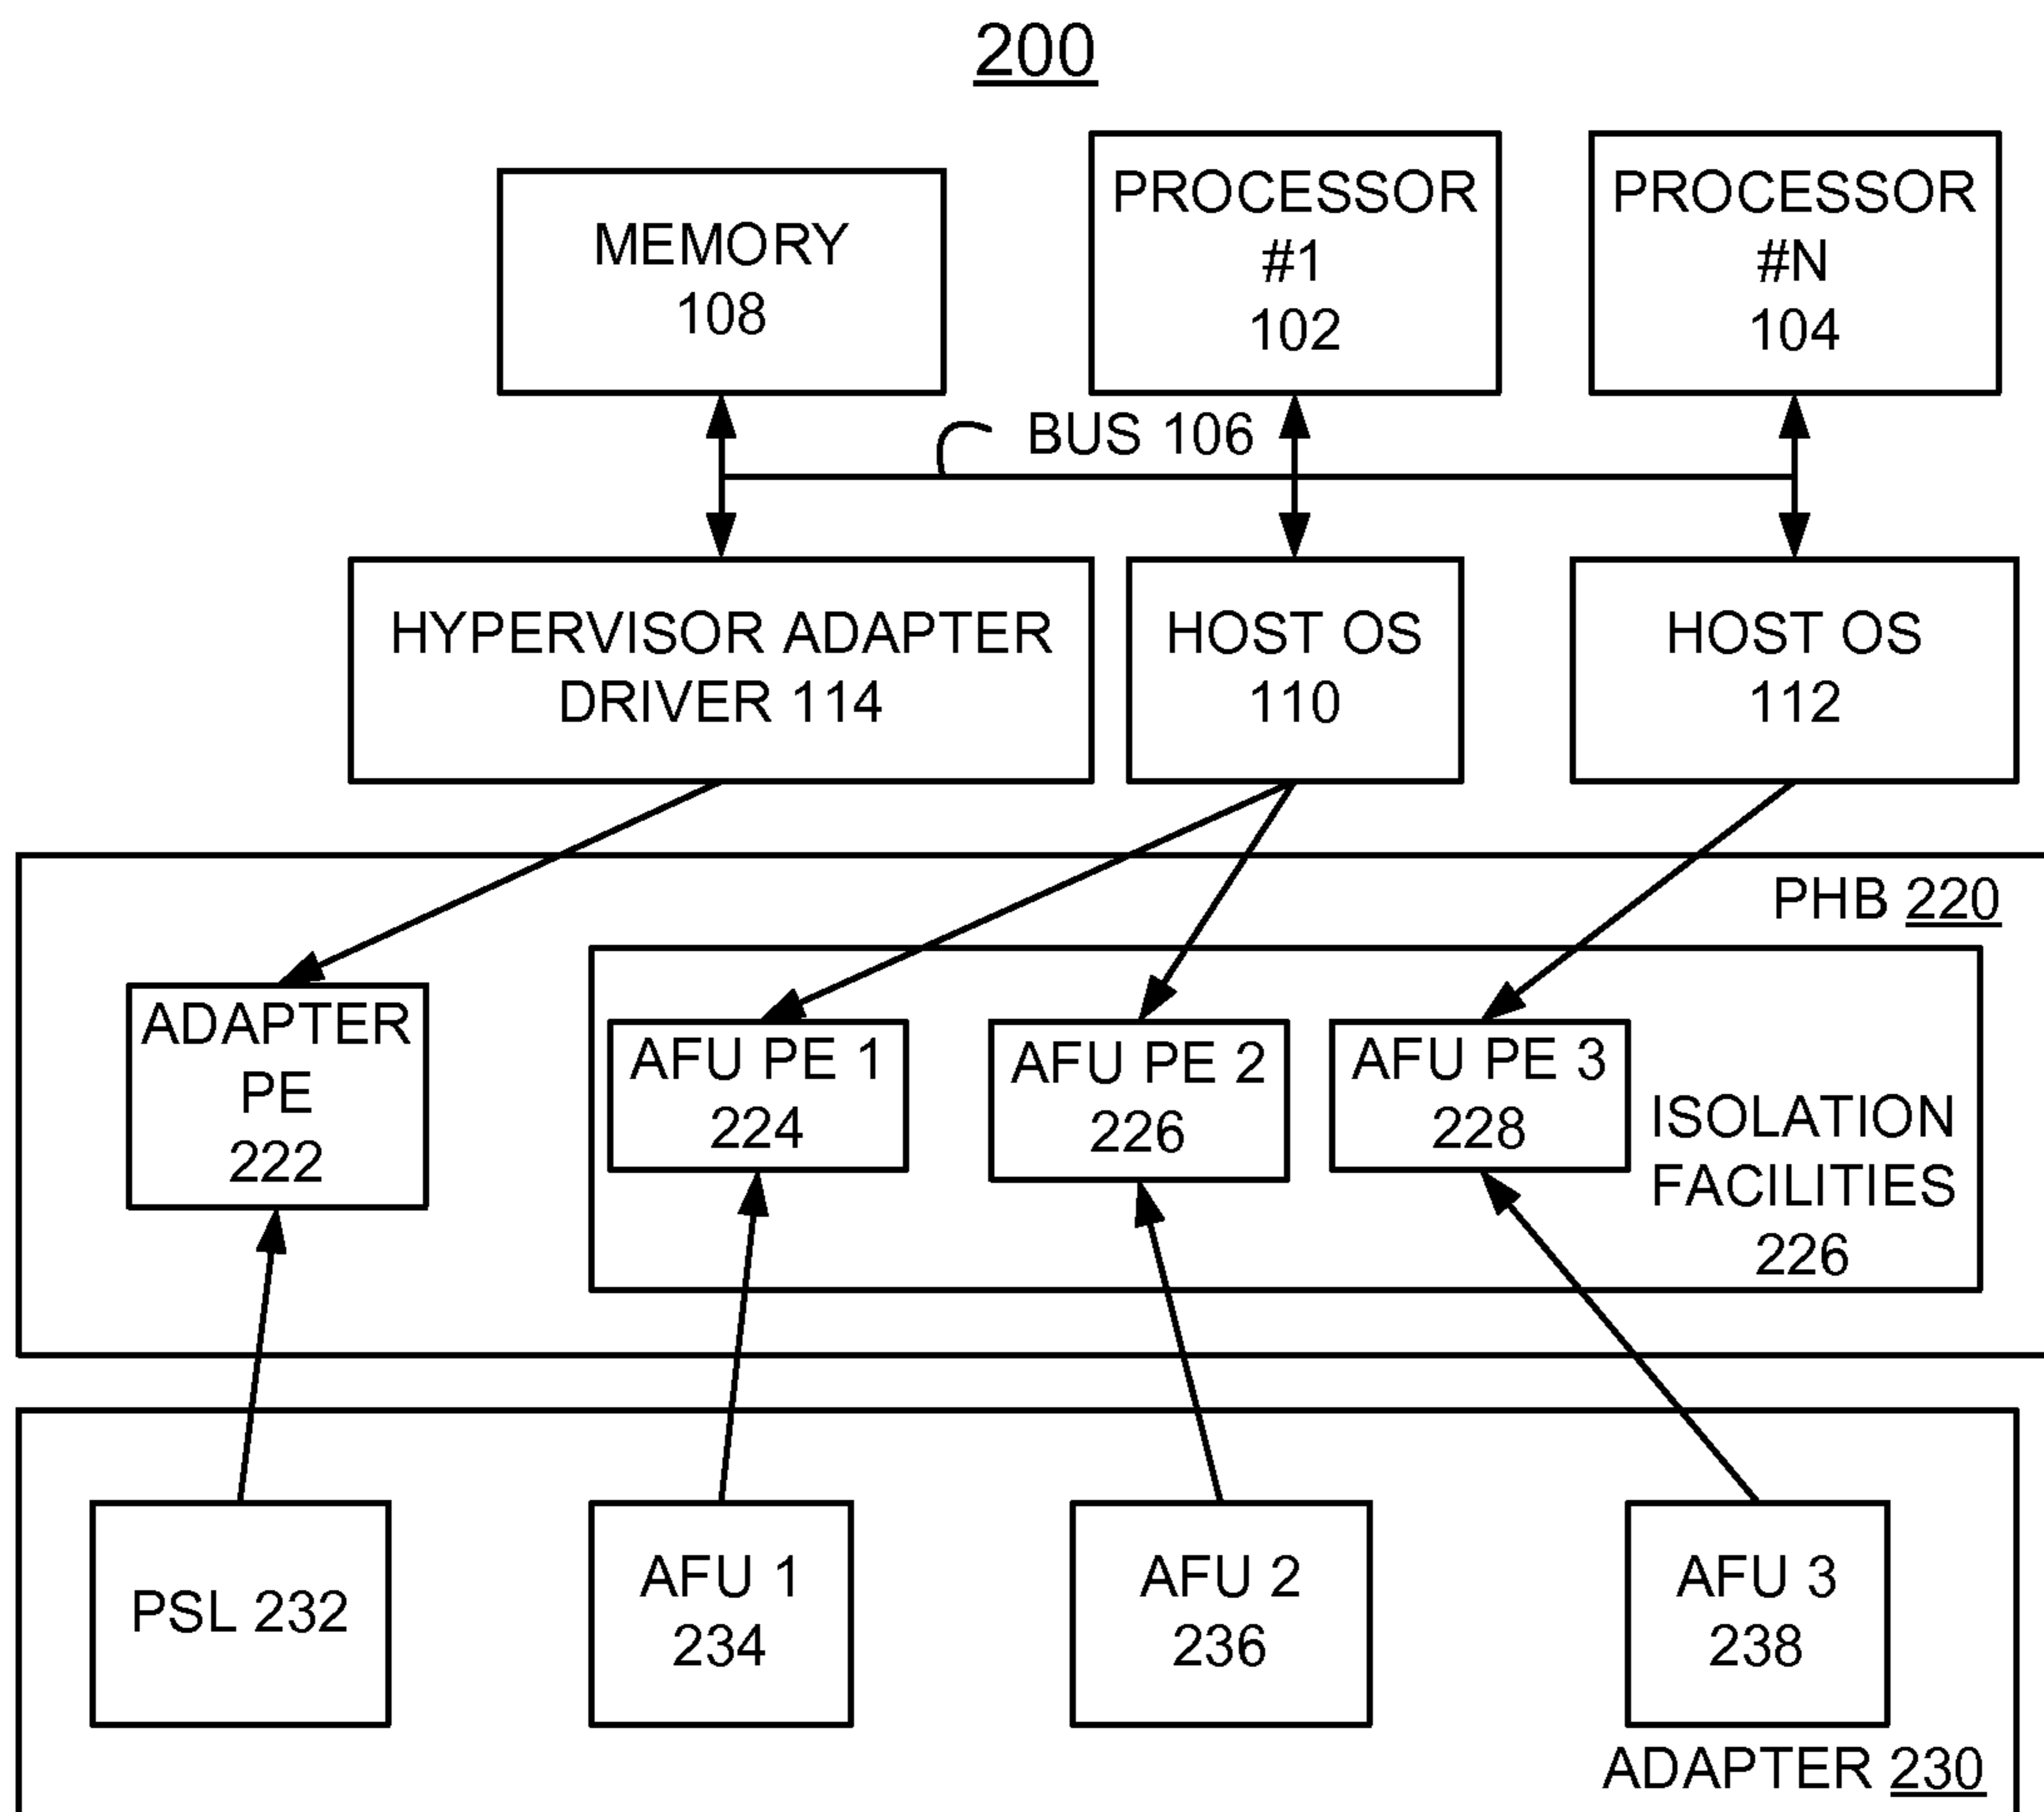 200
MEMORY
108
PROCESSOR
#1
102
PROCESSOR
#N
104
BUS 106
HYPERVISOR ADAPTER
DRIVER 114
HOST OS
110
HOST OS
112
PHB 220
ADAPTER
PE
222
AFU PE 1
224
AFU PE 2
226
AFU PE 3
228
ISOLATION
FACILITIES
226
PSL 232
AFU 1
234
AFU 2
236
AFU 3
238
ADAPTER 230